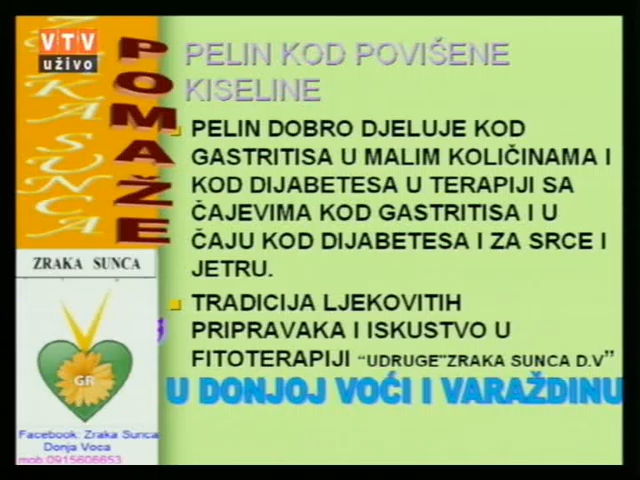 VTV
uživo
ZRAKA SUNCA
POMAŽE
PELIN KOD POVIŠENE
KISELINE
PELIN DOBRO DJELUJE KOD
GASTRITISA U MALIM KOLIČINAMA I
KOD DIJABETESA U TERAPIJI SA
ČAJEVIMA KOD GASTRITISA I U
ČAJU KOD DIJABETESA I ZA SRCE I
JETRU.
TRADICIJA LJEKOVITIH
PRIPRAVAKA I ISKUSTVO U
FITOTERAPIJI “UDRUGE”ZRAKA SUNCA D.V”
U DONJOJ VOĆI I VARAŽDINU
ZRAKA SUNCA
GR
Facebook: Zraka Sunca
Donja Voca
mob:0915606653